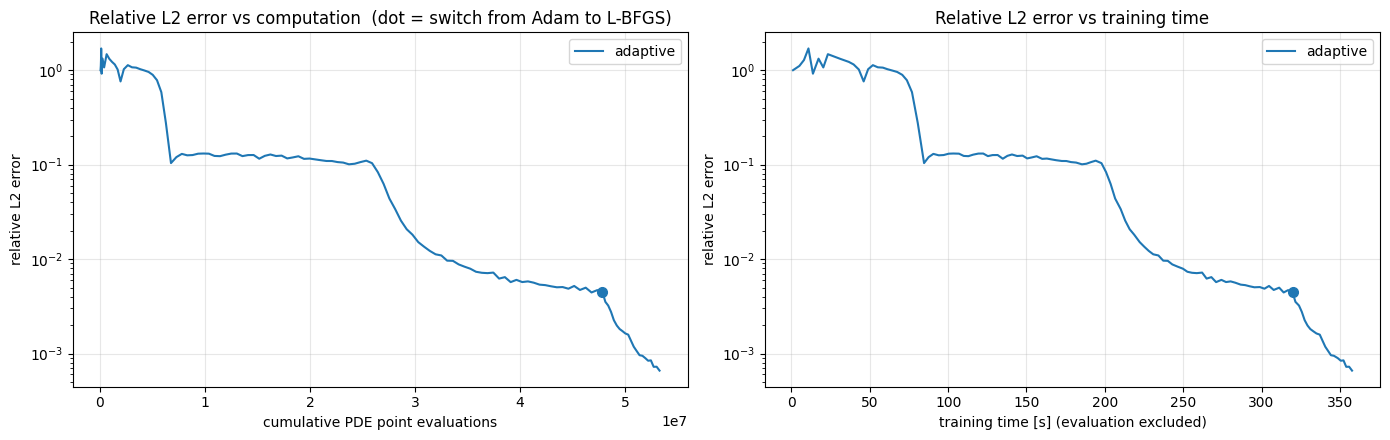 Relative L2 error vs computation  (dot = switch from Adam to L-BFGS)
adaptive
relative L2 error
10^0
10^-1
10^-2
10^-3
0 1 2 3 4 5
1e7
cumulative PDE point evaluations
Relative L2 error vs training time
adaptive
relative L2 error
10^0
10^-1
10^-2
10^-3
0 50 100 150 200 250 300 350
training time [s] (evaluation excluded)